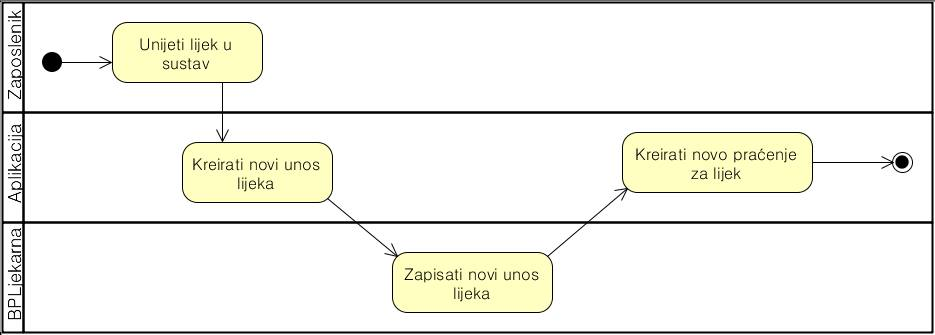 Zaposlenik
Unijeti lijek u
sustav
Aplikacija
Kreirati novi unos
lijeka
Kreirati novo praćenje
za lijek
BPLjekarna
Zapisati novi unos
lijeka